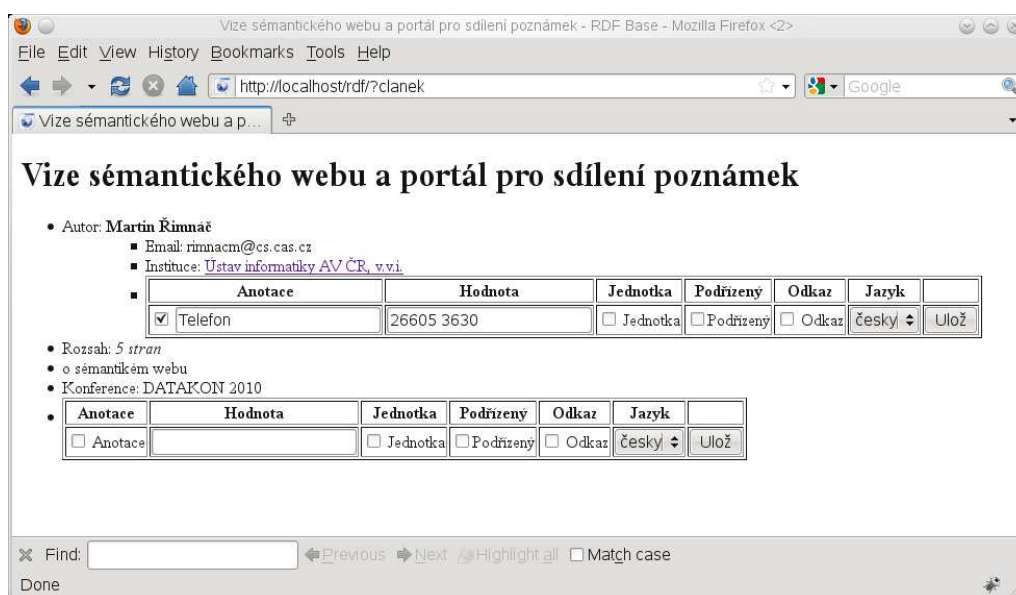 Vize sémantického webu a portál pro sdílení poznámek - RDF Base - Mozilla Firefox <2>
File Edit View History Bookmarks Tools Help
http://localhost/rdf/?clanek Google
Vize sémantického webu a p...
Vize sémantického webu a portál pro sdílení poznámek
Autor: Martin Řimnáč
Email: rimnacm@cs.cas.cz
Instituce: Ústav informatiky AV ČR, v.v.i.
Anotace Hodnota Jednotka Podřízený Odkaz Jazyk
Telefon 26605 3630 Jednotka Podřízený Odkaz česky Ulož
Rozsah: 5 stran
o sémantikém webu
Konference: DATAKON 2010
Anotace Hodnota Jednotka Podřízený Odkaz Jazyk
Anotace Jednotka Podřízený Odkaz česky Ulož
Find: Previous Next Highlight all Match case
Done